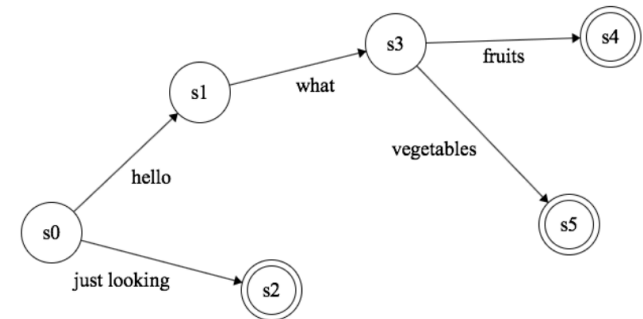 s4
s3
fruits
s1
what
vegetables
hello
s5
s0
just looking
s2